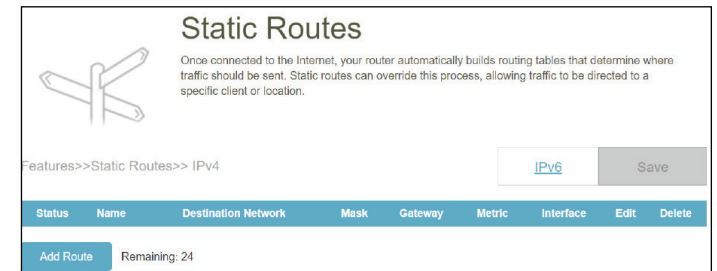 Static Routes
Once connected to the Internet, your router automatically builds routing tables that determine where
traffic should be sent. Static routes can override this process, allowing traffic to be directed to a
specific client or location.
Features>>Static Routes>> IPv4
IPv6
Save
Status Name Destination Network Mask Gateway Metric Interface Edit Delete
Add Route Remaining: 24